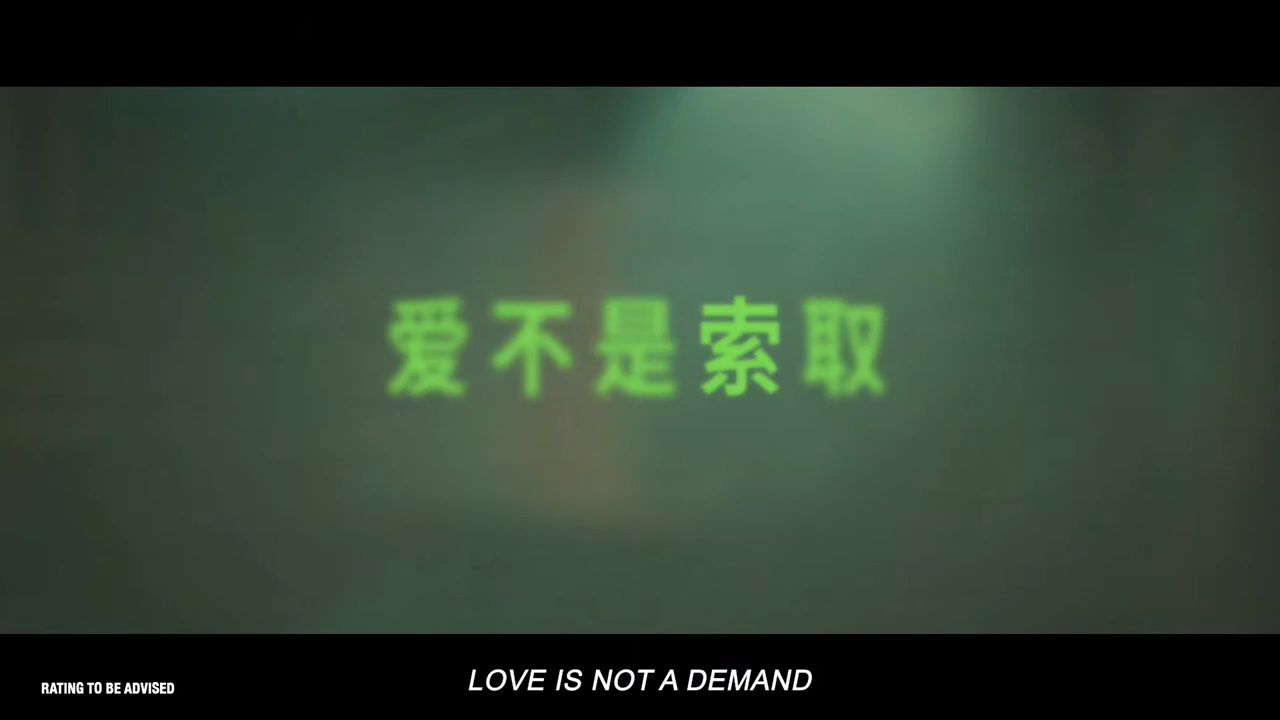 爱不是索取
RATING TO BE ADVISED
LOVE IS NOT A DEMAND